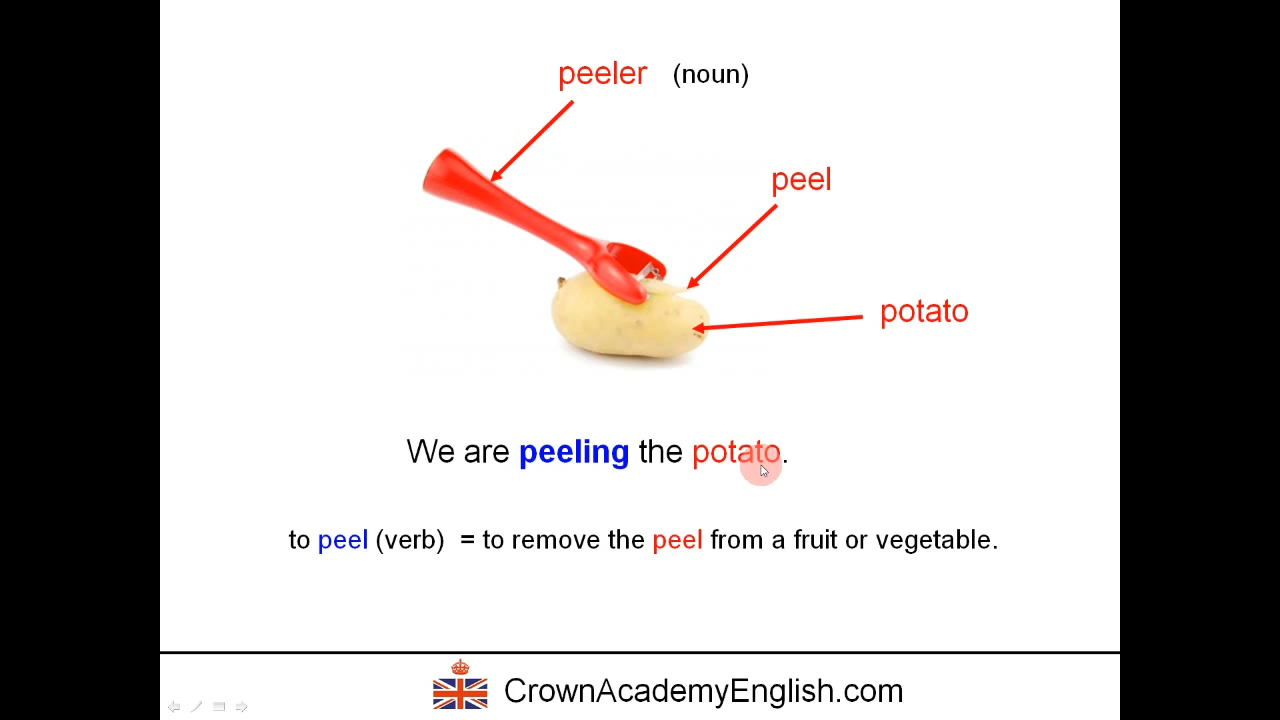 peeler (noun)
peel
potato
We are peeling the potato.
to peel (verb) = to remove the peel from a fruit or vegetable.
CrownAcademyEnglish.com